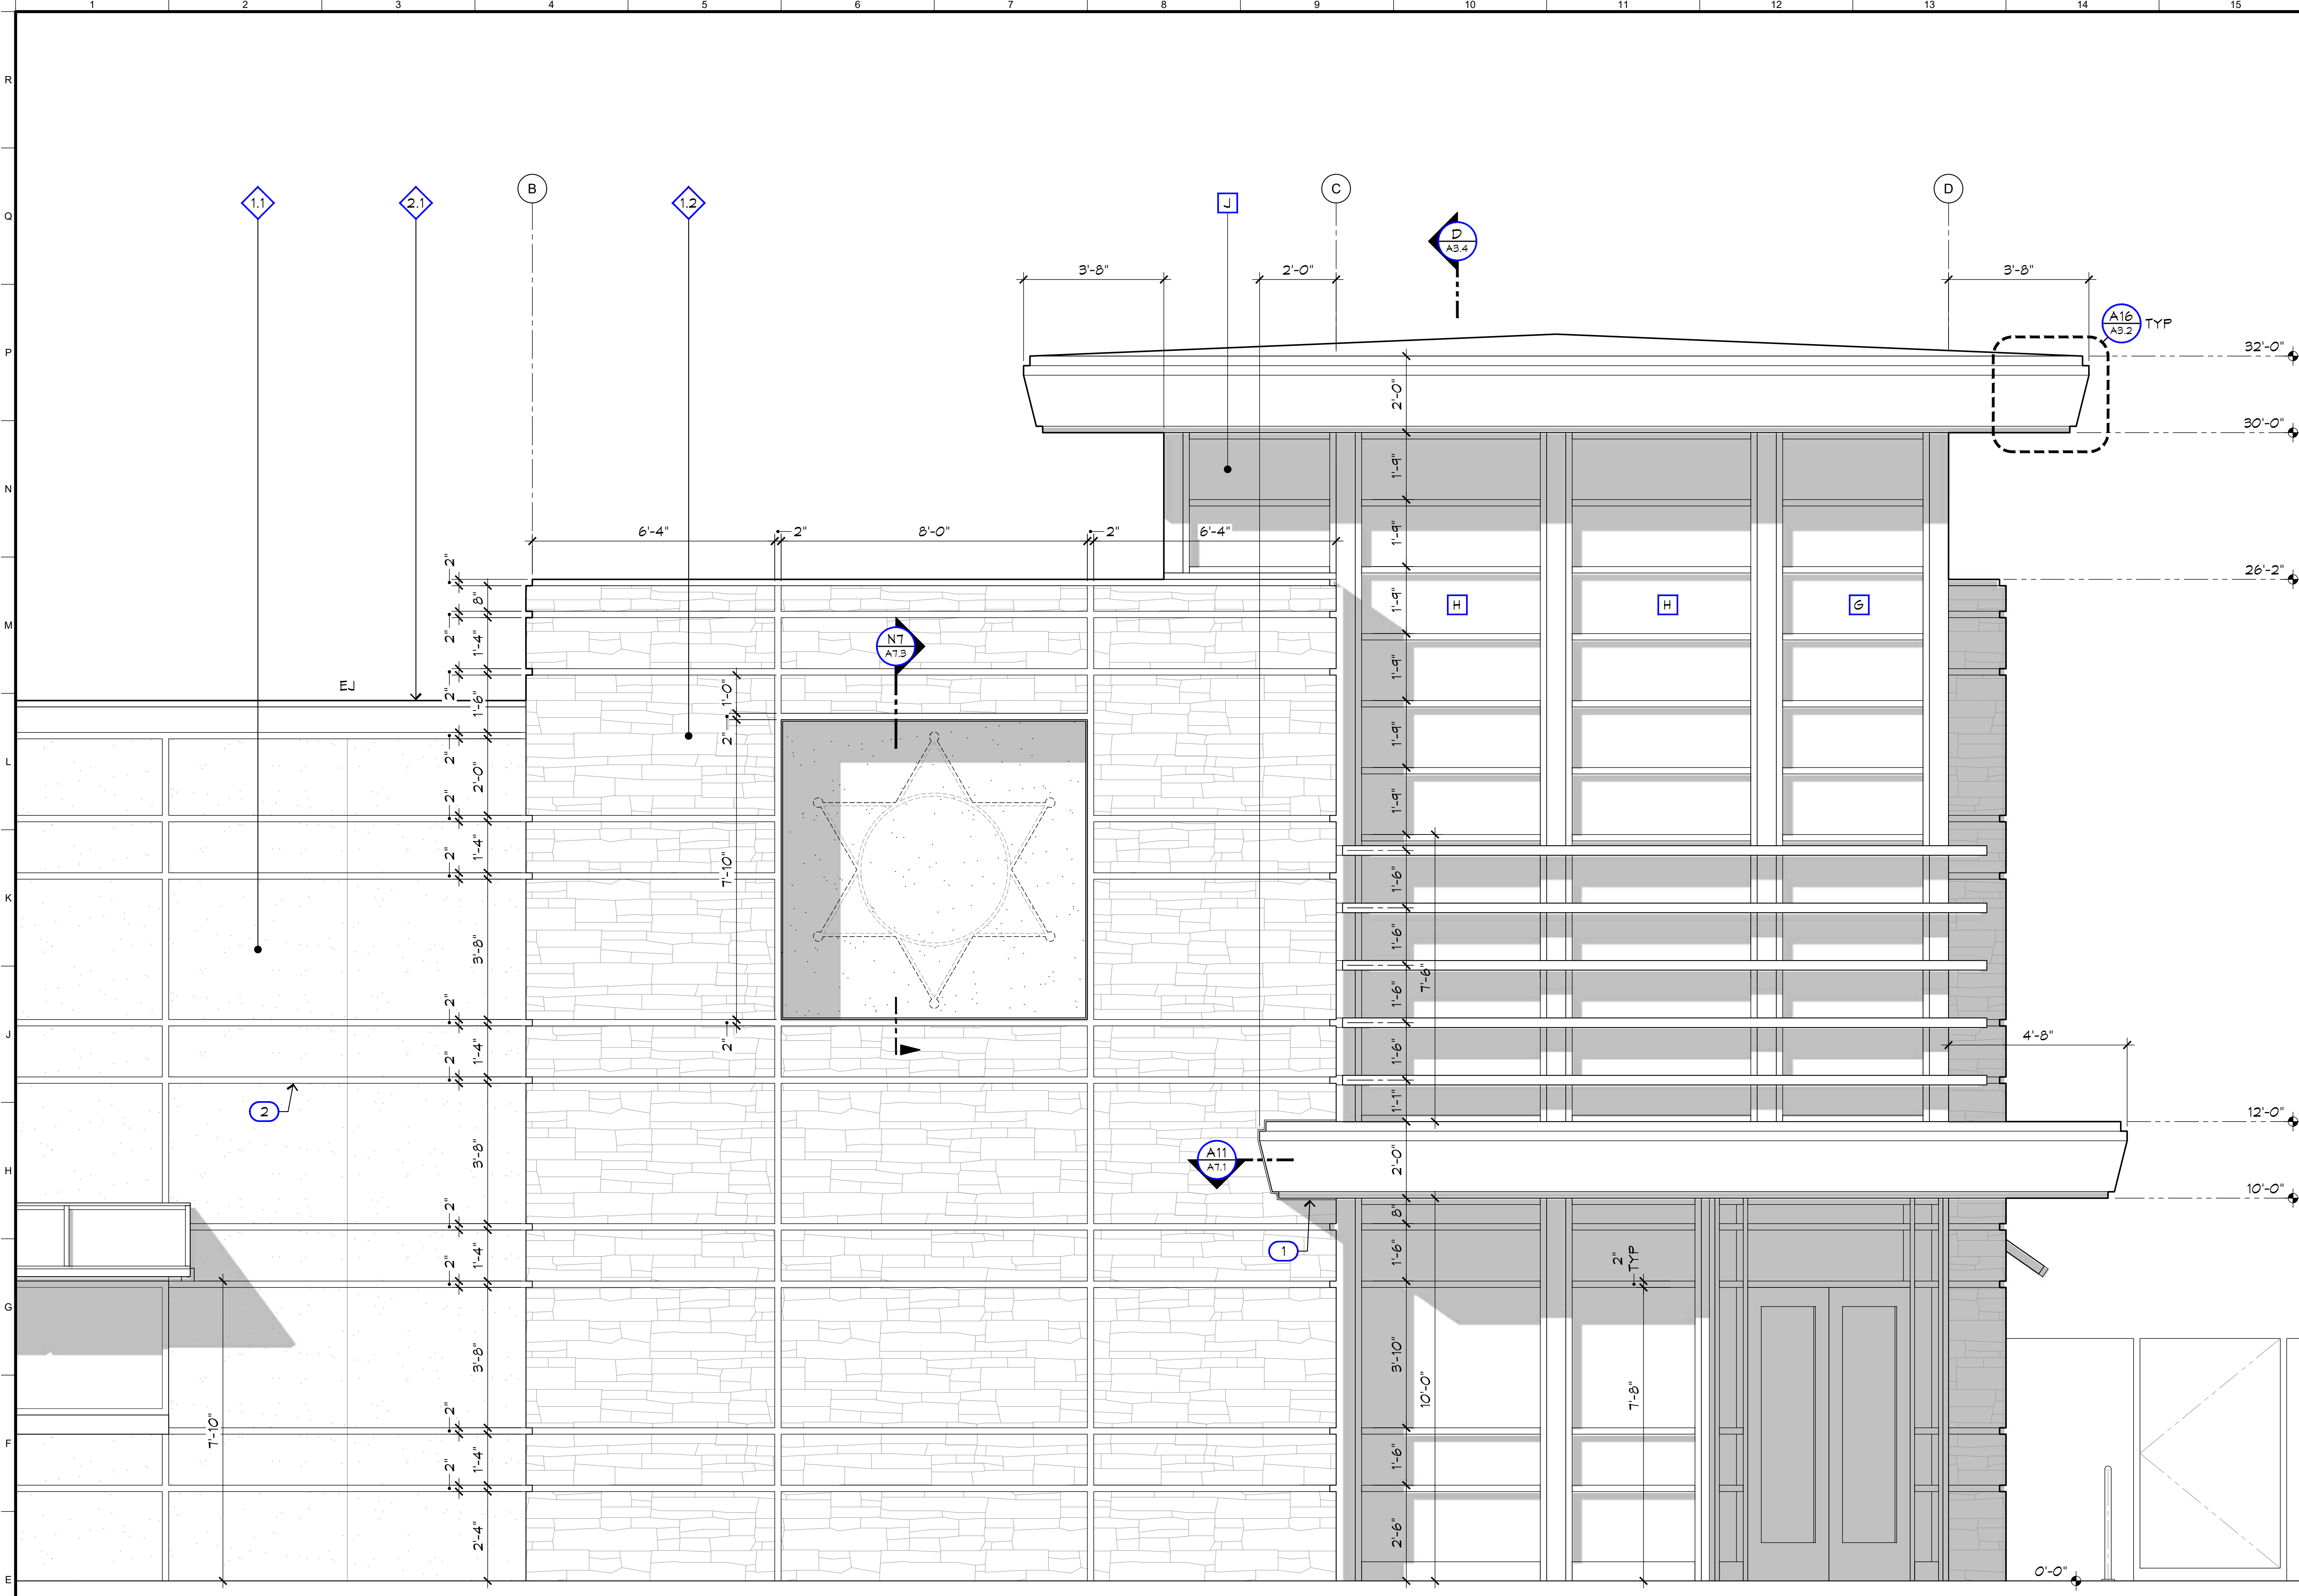 1 2 3 4 5 6 7 8 9 10 11 12 13 14 15
R
Q
P
N
M
L
K
J
H
G
F
E
1.1
2.1
B
1.2
J
C
D
D
A3.4
3'-8"
2'-0"
3'-8"
A16
A3.2
TYP
32'-0"
30'-0"
26'-2"
12'-0"
10'-0"
0'-0"
6'-4"
2"
8'-0"
2"
6'-4"
2"
8"
2"
1'-4"
2"
1'-6"
2"
2'-0"
2"
1'-4"
2"
3'-8"
2"
1'-4"
2"
3'-8"
2"
1'-4"
2"
3'-8"
2"
1'-4"
2"
2'-4"
EJ
N7
A7.3
1'-0"
2"
7'-10"
2"
2
7'-10"
2'-0"
1'-9"
1'-9"
1'-9"
1'-9"
1'-9"
1'-9"
H
H
G
1'-6"
1'-6"
1'-6"
1'-6"
1'-1"
7'-6"
4'-8"
A11
A7.1
2'-0"
1
8"
1'-6"
3'-10"
1'-6"
2'-6"
10'-0"
2"
TYP
7'-8"